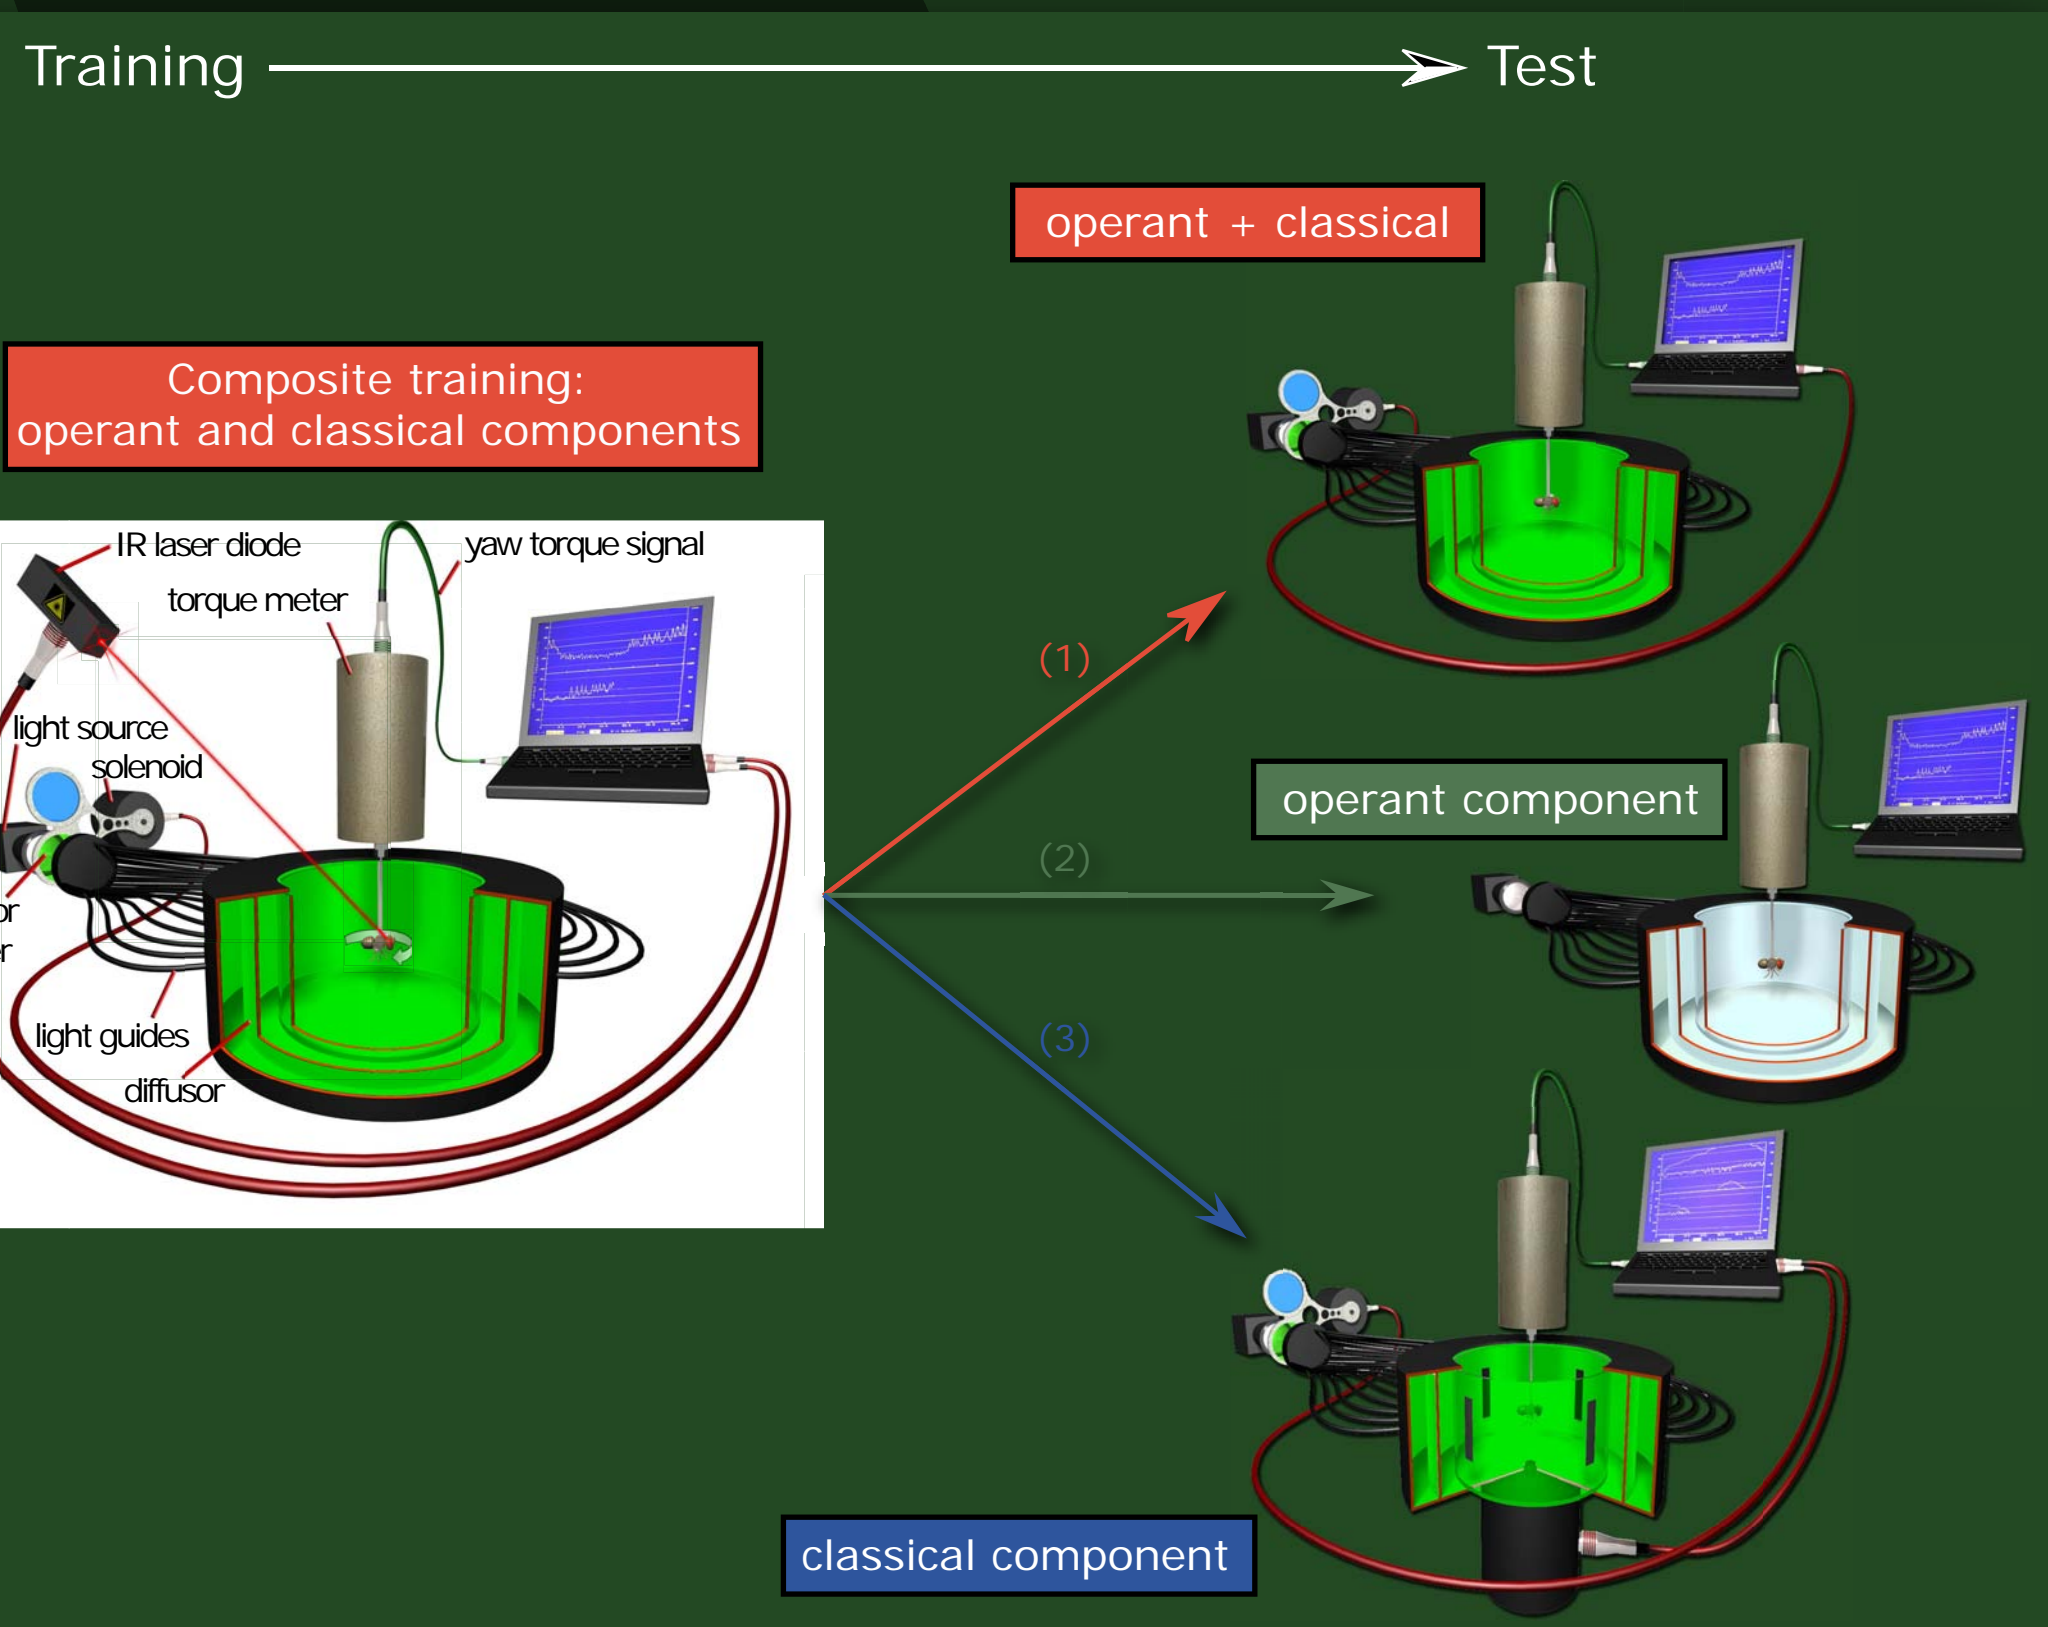 Training
Test
operant + classical
Composite training:
operant and classical components
IR laser diode
yaw torque signal
torque meter
(1)
light source
solenoid
operant component
(2)
light guides
(3)
diffusor
classical component